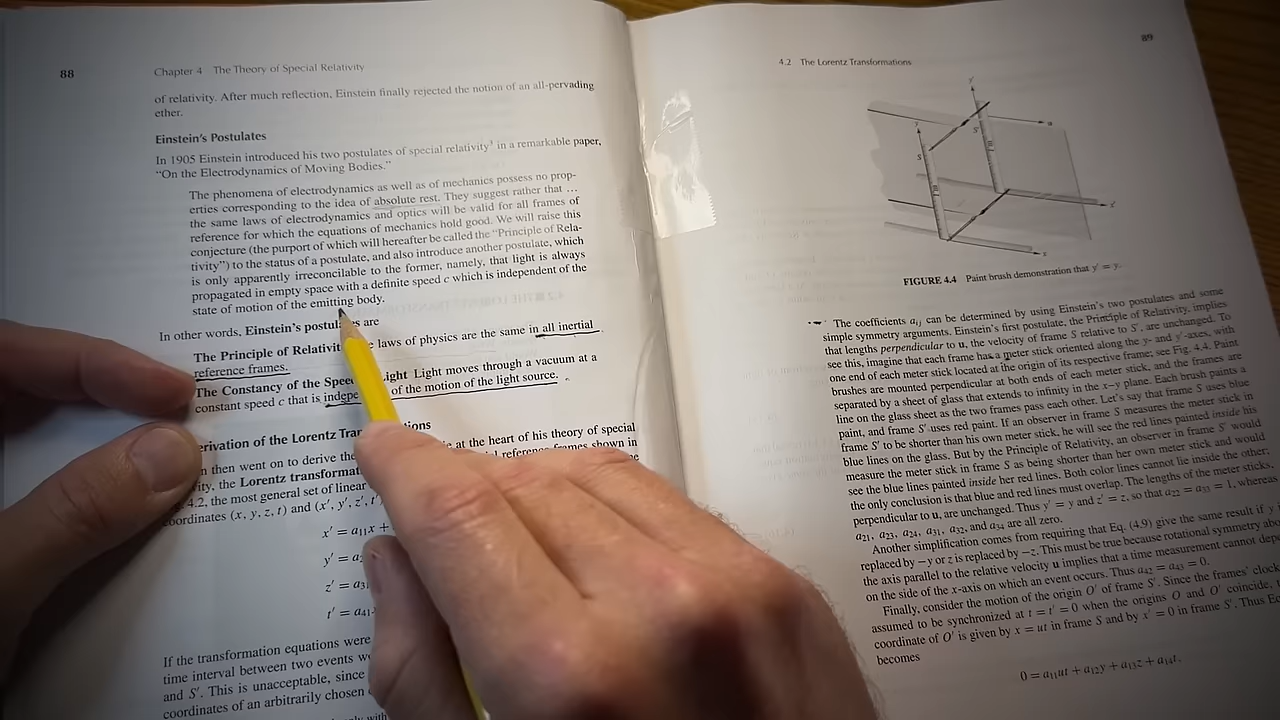 88
Chapter 4 The Theory of Special Relativity
of relativity. After much reflection, Einstein finally rejected the notion of an all-pervading
ether.
Einstein's Postulates
In 1905 Einstein introduced his two postulates of special relativity³ in a remarkable paper,
"On the Electrodynamics of Moving Bodies."
The phenomena of electrodynamics as well as of mechanics possess no prop-
erties corresponding to the idea of absolute rest. They suggest rather that …
the same laws of electrodynamics and optics will be valid for all frames of
reference for which the equations of mechanics hold good. We will raise this
conjecture (the purport of which will hereafter be called the "Principle of Rela-
tivity") to the status of a postulate, and also introduce another postulate, which
is only apparently irreconcilable to the former, namely, that light is always
propagated in empty space with a definite speed c which is independent of the
state of motion of the emitting body.
In other words, Einstein's are
The Principle of laws of physics are the same in all inertial
reference frames.
The Constancy of the Light moves through a vacuum at a
constant speed c that is of the motion of the light source.
of the Lorentz
then went on to derive the at the heart of his theory of special
the Lorentz reference frames shown in
4.2, the most general set of linear
coordinates (x, y, z, t) and (x′, y′, z′, t′
x′ = a₁₁x +
y′ =
z′ =
t′ =
If the transformation equations were
time interval between two events
and S′. This is unacceptable, since
coordinates of an arbitrarily chosen
4.2 The Lorentz Transformations
89
FIGURE 4.4 Paint brush demonstration that y′ = y.
The coefficients aᵢⱼ can be determined by using Einstein's two postulates and some
simple symmetry arguments. Einstein's first postulate, the Principle of Relativity, implies
that lengths perpendicular to u, the velocity of frame S′ relative to S, are unchanged. To
see this, imagine that each frame has a meter stick oriented along the y- and y′-axes, with
one end of each meter stick located at the origin of its respective frame; see Fig. 4.4. Paint
brushes are mounted perpendicular at both ends of each meter stick, and the frames are
separated by a sheet of glass that extends to infinity in the x–y plane. Each brush paints a
line on the glass sheet as the two frames pass each other. Let's say that frame S uses blue
paint, and frame S′ uses red paint. If an observer in frame S measures the meter stick in
frame S′ to be shorter than his own meter stick, he will see the red lines painted inside his
blue lines on the glass. But by the Principle of Relativity, an observer in frame S′ would
measure the meter stick in frame S as being shorter than her own meter stick and would
see the blue lines painted inside her red lines. Both color lines cannot lie inside the other;
the only conclusion is that blue and red lines must overlap. The lengths of the meter sticks,
perpendicular to u, are unchanged. Thus y′ = y and z′ = z, so that a₂₂ = a₃₃ = 1, whereas
a₂₁, a₂₃, a₂₄, a₃₁, a₃₂, and a₃₄ are all zero.
Another simplification comes from requiring that Eq. (4.9) give the same result if y
replaced by −y or z is replaced by −z. This must be true because rotational symmetry
the axis parallel to the relative velocity u implies that a time measurement cannot
on the side of the x-axis on which an event occurs. Thus a₄₂ = a₄₃ = 0.
Finally, consider the motion of the origin O′ of frame S′. Since the frames'
assumed to be synchronized at t = t′ = 0 when the origins O and O′ coincide,
coordinate of O′ is given by x = ut in frame S and by x′ = 0 in frame S′. Thus
becomes
0 = a₁₁ut + a₁₂y + a₁₃z + a₁₄t.